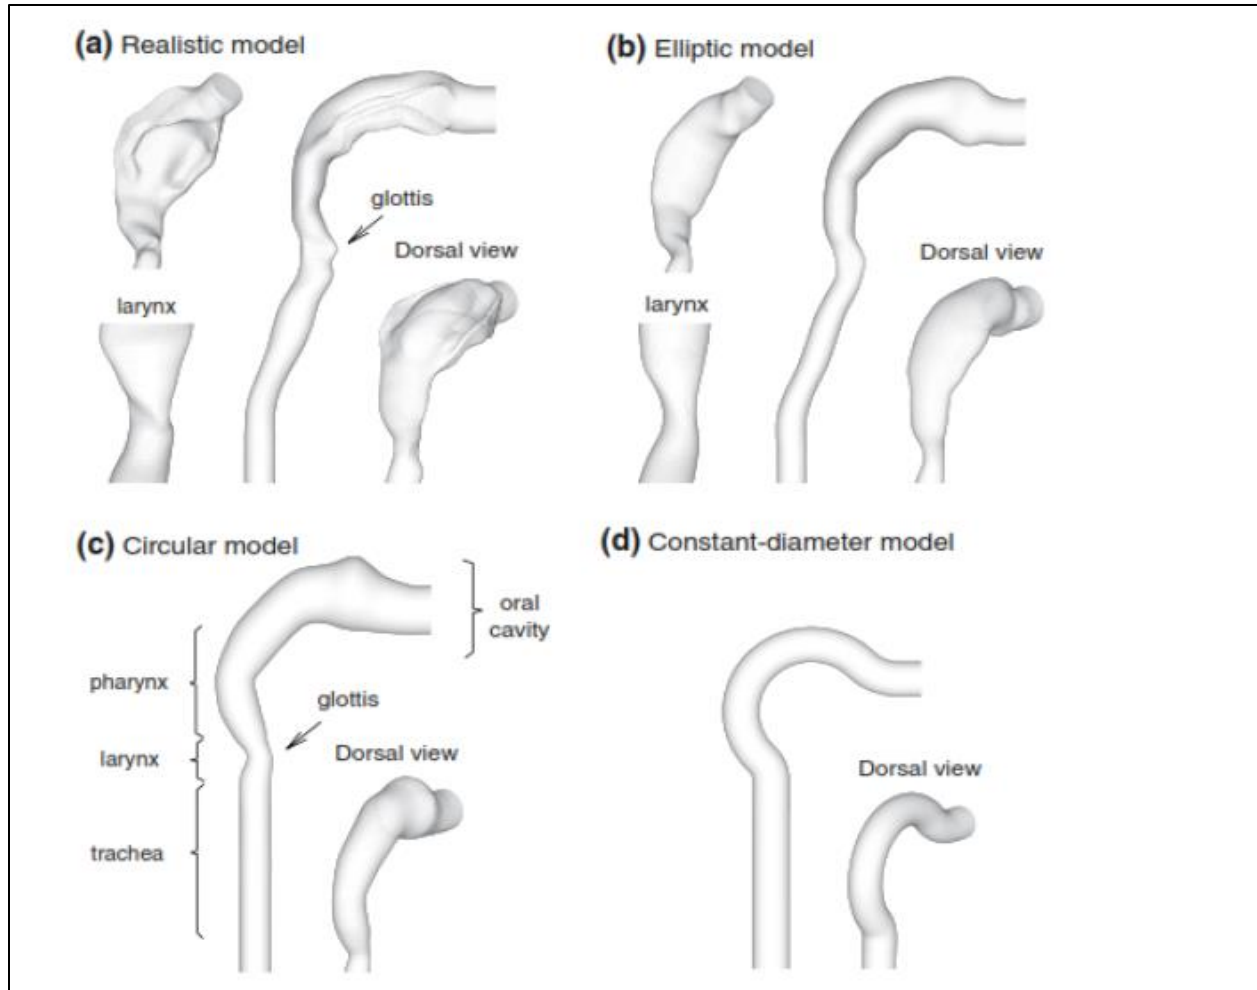 (a) Realistic model
glottis
Dorsal view
larynx
(b) Elliptic model
Dorsal view
larynx
(c) Circular model
oral
cavity
pharynx
glottis
larynx
Dorsal view
trachea
(d) Constant-diameter model
Dorsal view